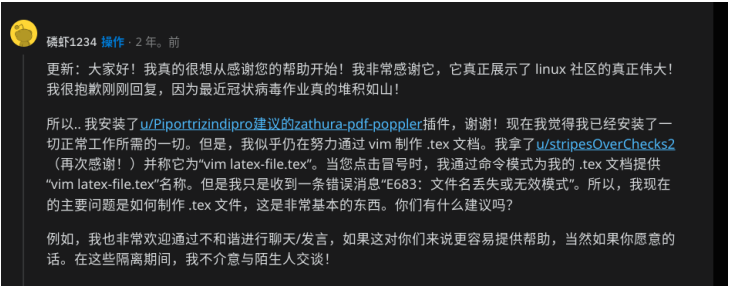 磷虾1234 操作 · 2 年。前
更新：大家好！我真的很想从感谢您的帮助开始！我非常感谢它，它真正展示了 linux 社区的真正伟大！
我很抱歉刚刚回复，因为最近冠状病毒作业真的堆积如山！
所以.. 我安装了u/Piportrizindipro建议的zathura-pdf-poppler插件，谢谢！现在我觉得我已经安装了一
切正常工作所需的一切。但是，我似乎仍在努力通过 vim 制作 .tex 文档。我拿了u/stripesOverChecks2
（再次感谢！）并称它为“vim latex-file.tex”。当您点击冒号时，我通过命令模式为我的 .tex 文档提供
“vim latex-file.tex”名称。但是我只是收到一条错误消息“E683：文件名丢失或无效模式”。所以，我现在
的主要问题是如何制作 .tex 文件，这是非常基本的东西。你们有什么建议吗？
例如，我也非常欢迎通过不和谐进行聊天/发言，如果这对你们来说更容易提供帮助，当然如果你愿意的
话。在这些隔离期间，我不介意与陌生人交谈！